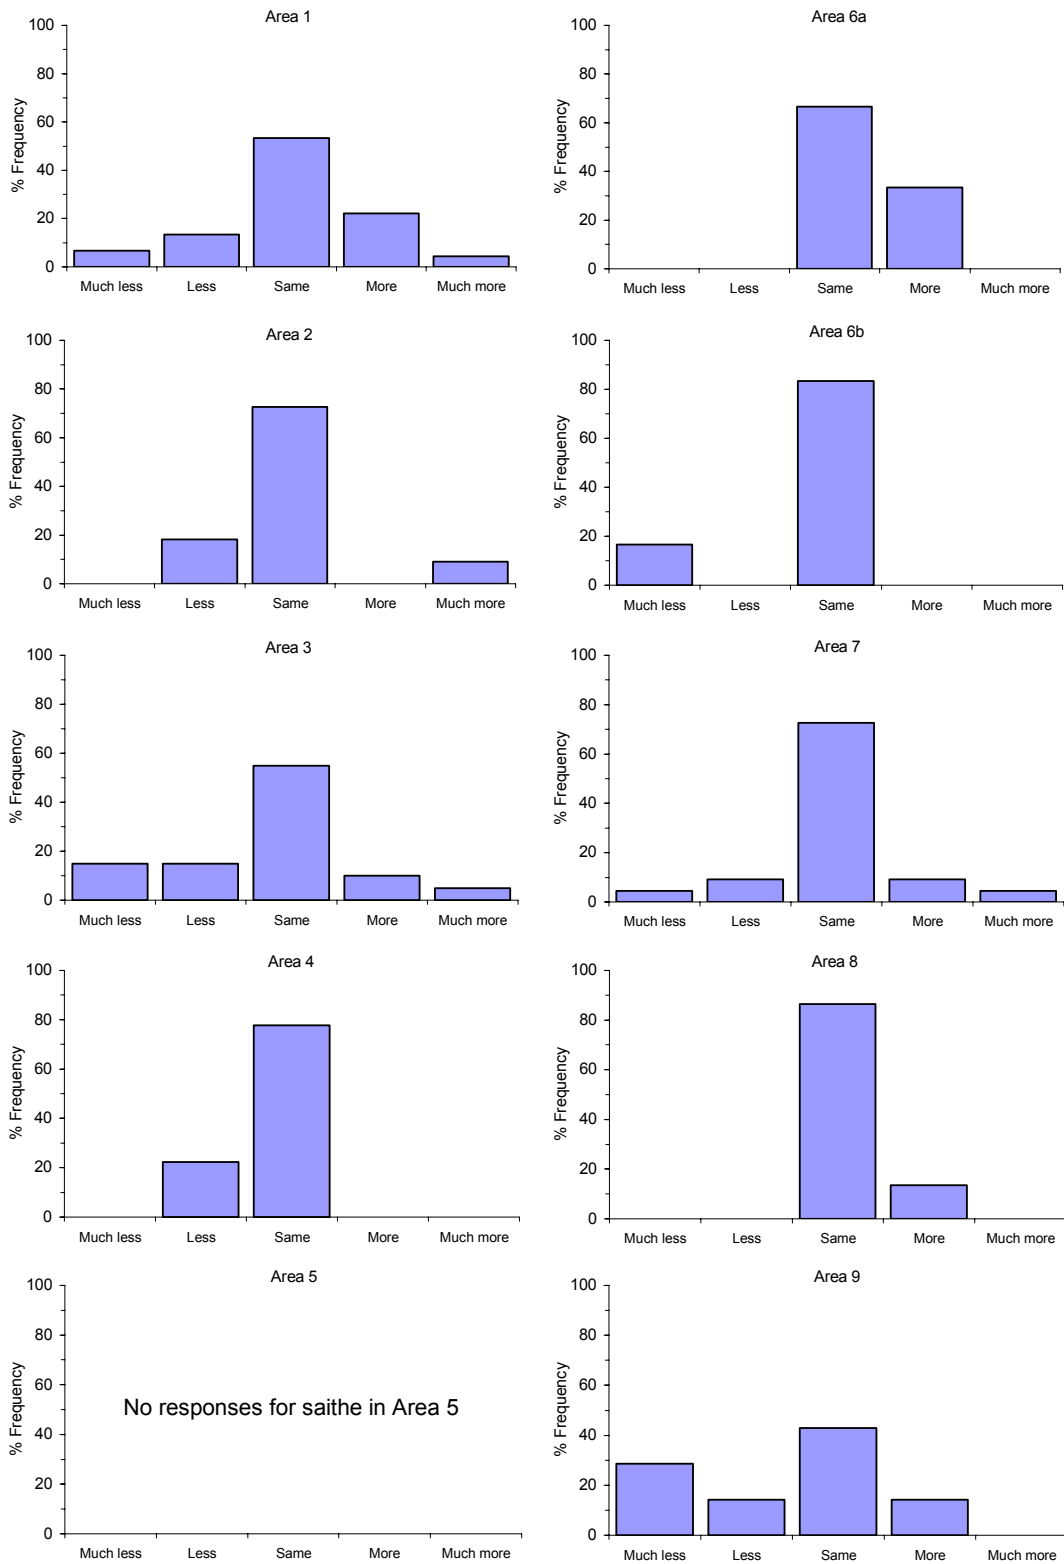 Area 1
100
80
60
40
20
0
% Frequency
Much less Less Same More Much more
Area 6a
100
80
60
40
20
0
% Frequency
Much less Less Same More Much more
Area 2
100
80
60
40
20
0
% Frequency
Much less Less Same More Much more
Area 6b
100
80
60
40
20
0
% Frequency
Much less Less Same More Much more
Area 3
100
80
60
40
20
0
% Frequency
Much less Less Same More Much more
Area 7
100
80
60
40
20
0
% Frequency
Much less Less Same More Much more
Area 4
100
80
60
40
20
0
% Frequency
Much less Less Same More Much more
Area 8
100
80
60
40
20
0
% Frequency
Much less Less Same More Much more
Area 5
100
80
60
40
20
0
% Frequency
No responses for saithe in Area 5
Much less Less Same More Much more
Area 9
100
80
60
40
20
0
% Frequency
Much less Less Same More Much more